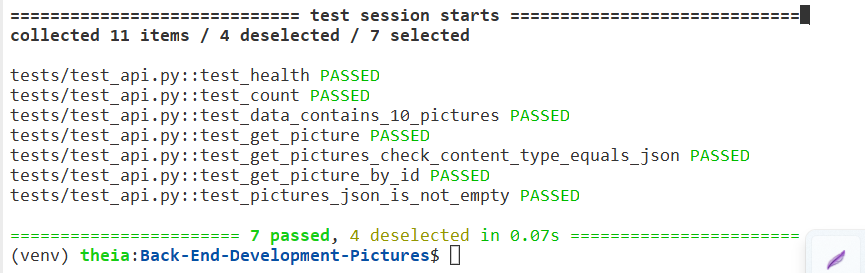 ============================= test session starts =============================
collected 11 items / 4 deselected / 7 selected
tests/test_api.py::test_health PASSED
tests/test_api.py::test_count PASSED
tests/test_api.py::test_data_contains_10_pictures PASSED
tests/test_api.py::test_get_picture PASSED
tests/test_api.py::test_get_pictures_check_content_type_equals_json PASSED
tests/test_api.py::test_get_picture_by_id PASSED
tests/test_api.py::test_pictures_json_is_not_empty PASSED
======================= 7 passed, 4 deselected in 0.07s =======================
(venv) theia:Back-End-Development-Pictures$